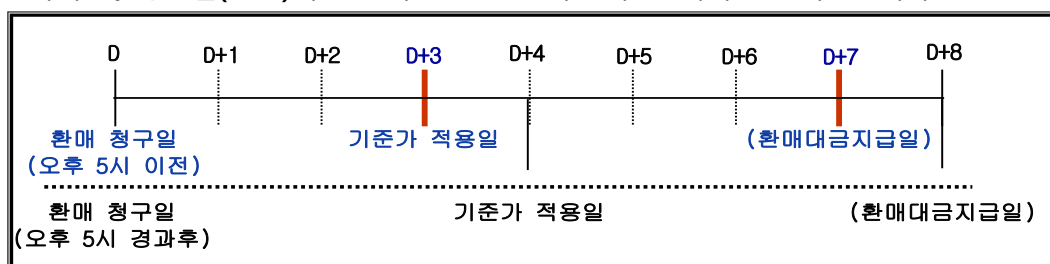 D D+1 D+2 D+3 D+4 D+5 D+6 D+7 D+8
환매 청구일 기준가 적용일 (환매대금지급일)
(오후 5시 이전)
환매 청구일 기준가 적용일 (환매대금지급일)
(오후 5시 경과후)